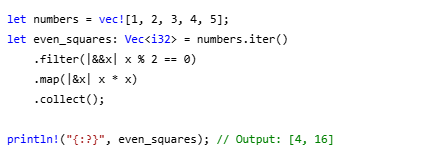 let numbers = vec![1, 2, 3, 4, 5];
let even_squares: Vec<i32> = numbers.iter()
    .filter(|&&x| x % 2 == 0)
    .map(|&x| x * x)
    .collect();

println!("{:?}", even_squares); // Output: [4, 16]